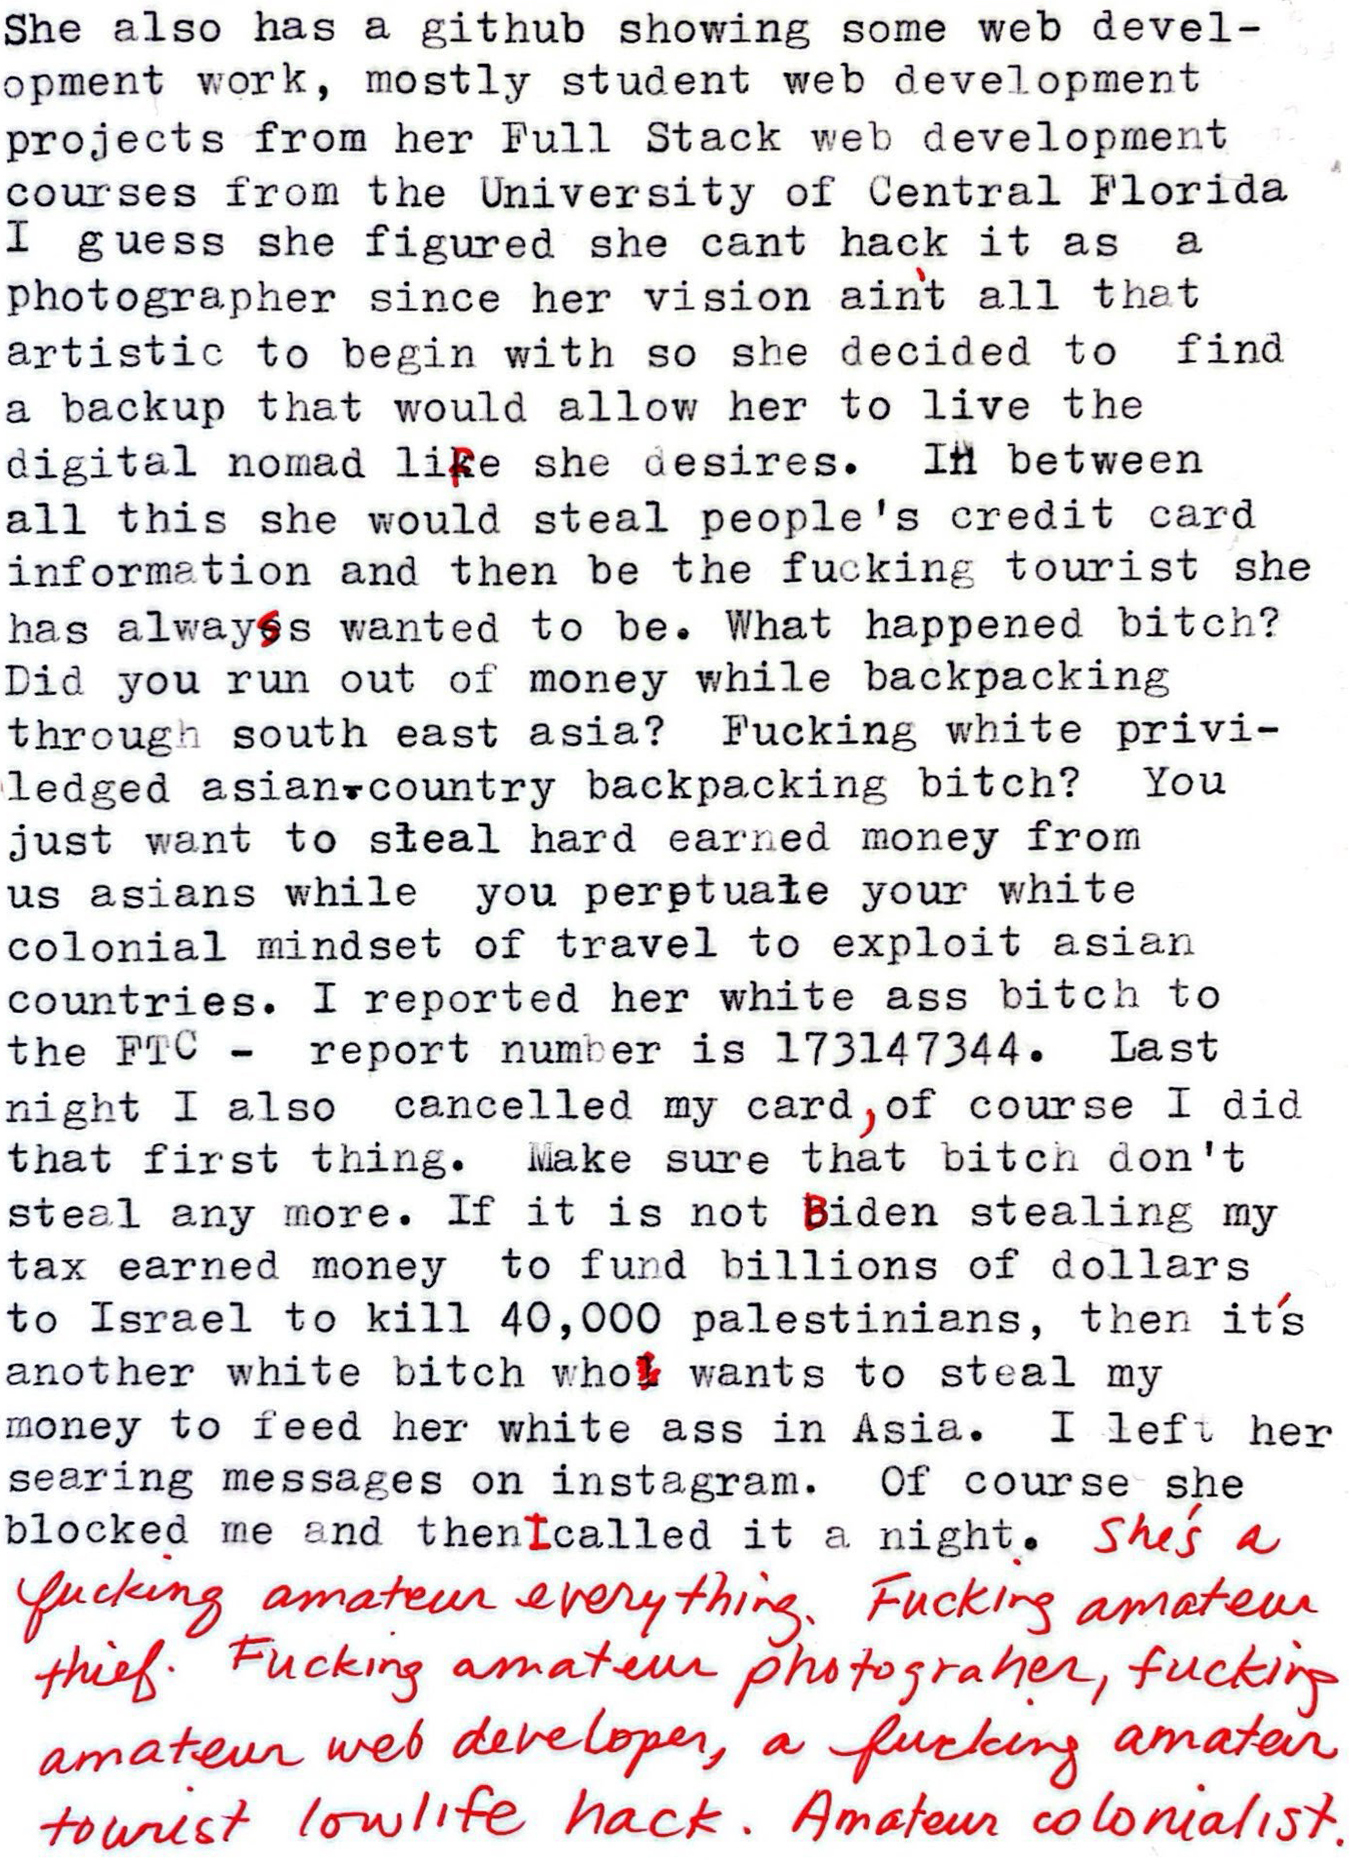 She also has a github showing some web devel-
opment work, mostly student web development
projects from her Full Stack web development
courses from the University of Central Florida
I guess she figured she cant hack it as a
photographer since her vision ain't all that
artistic to begin with so she decided to find
a backup that would allow her to live the
digital nomad life she desires. In between
all this she would steal people's credit card
information and then be the fucking tourist she
has always wanted to be. What happened bitch?
Did you run out of money while backpacking
through south east asia? Fucking white privi-
ledged asian-country backpacking bitch? You
just want to steal hard earned money from
us asians while you perptuate your white
colonial mindset of travel to exploit asian
countries. I reported her white ass bitch to
the FTC - report number is 173147344. Last
night I also cancelled my card, of course I did
that first thing. Make sure that bitch don't
steal any more. If it is not Biden stealing my
tax earned money to fund billions of dollars
to Israel to kill 40,000 palestinians, then it's
another white bitch who wants to steal my
money to feed her white ass in Asia. I left her
searing messages on instagram. Of course she
blocked me and then I called it a night. She's a
fucking amateur everything. Fucking amateur
thief. Fucking amateur photograher, fucking
amateur web developer, a fucking amateur
tourist lowlife hack. Amateur colonialist.